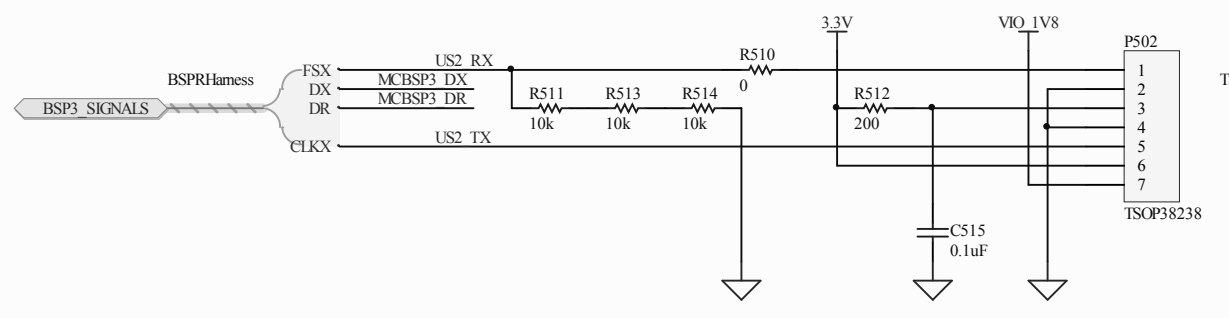 3.3V
VIO_1V8
P502
US2_RX
R510
0
BSPRHarness
FSX
DX
DR
CLKX
MCBSP3_DX
MCBSP3_DR
BSP3_SIGNALS
R511
10k
R513
10k
R514
10k
R512
200
US2_TX
1
2
3
4
5
6
7
T
TSOP38238
C515
0.1uF